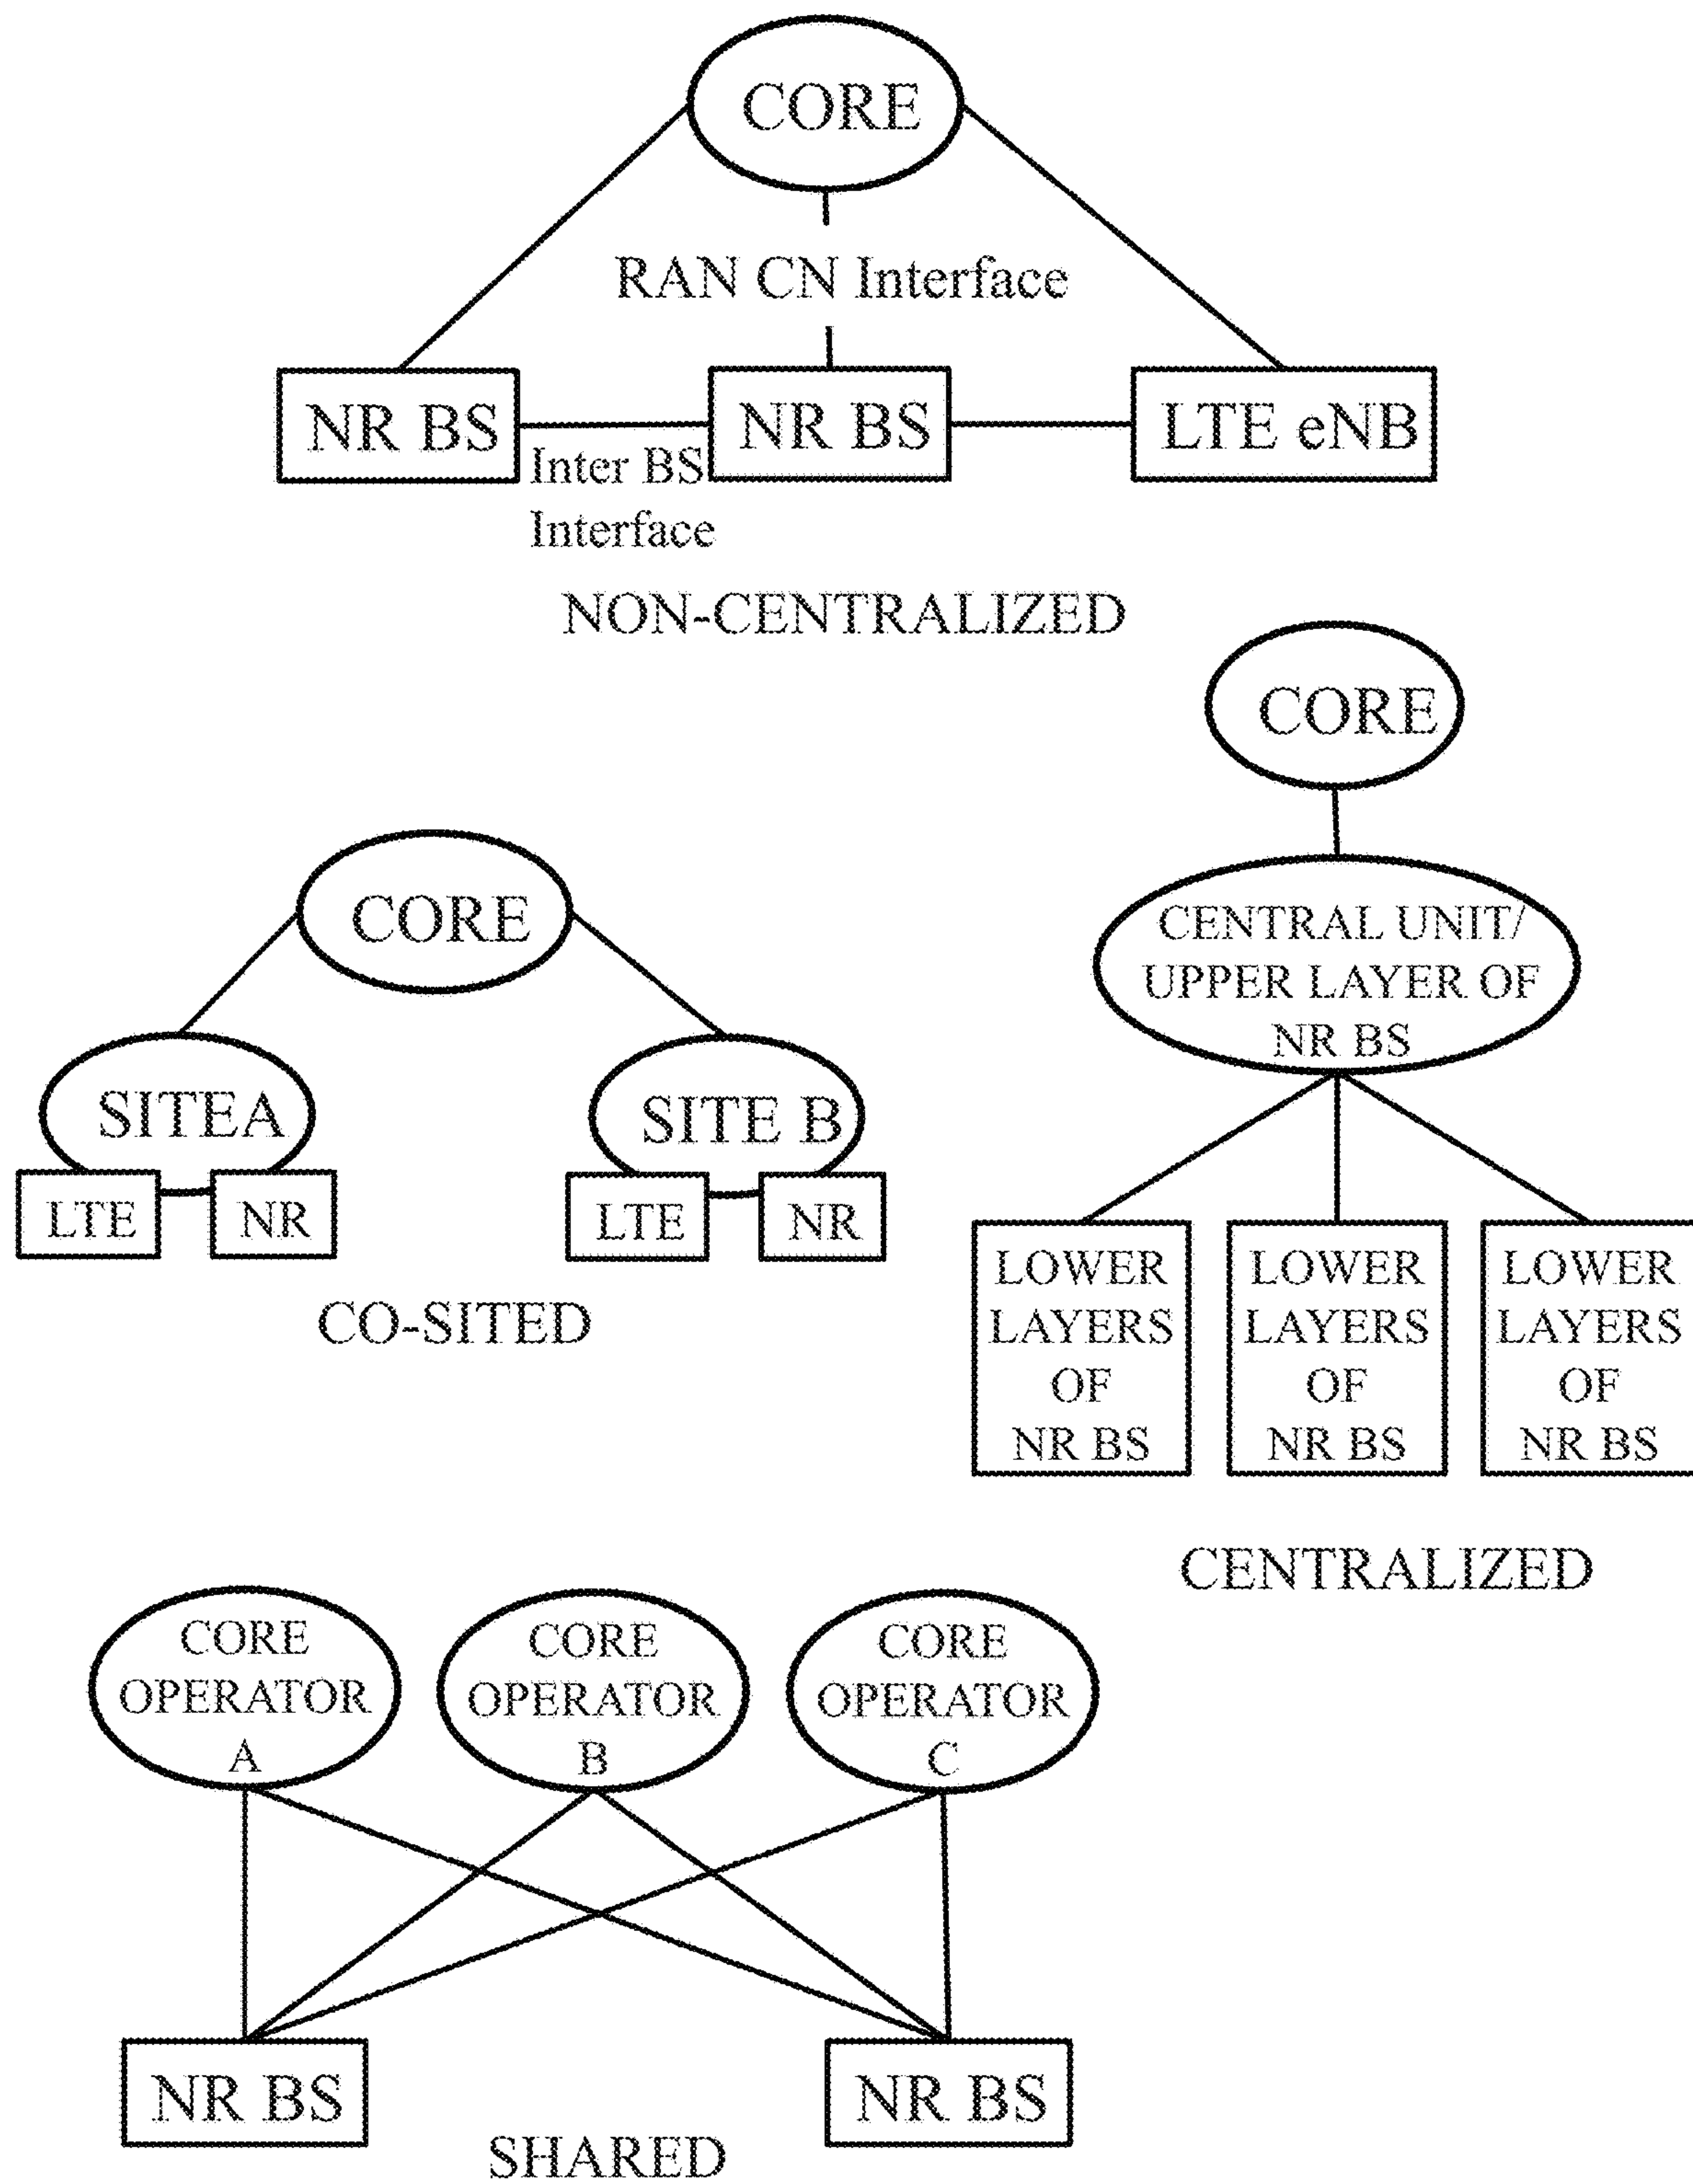 CORE
RAN CN Interface
NR BS
NR BS
LTE eNB
Inter BS
Interface
NON-CENTRALIZED
CORE
SITEA
SITE B
LTE
NR
LTE
NR
CO-SITED
CORE
CENTRAL UNIT/
UPPER LAYER OF
NR BS
LOWER
LAYERS
OF
NR BS
LOWER
LAYERS
OF
NR BS
LOWER
LAYERS
OF
NR BS
CENTRALIZED
CORE
OPERATOR
A
CORE
OPERATOR
B
CORE
OPERATOR
C
NR BS
NR BS
SHARED